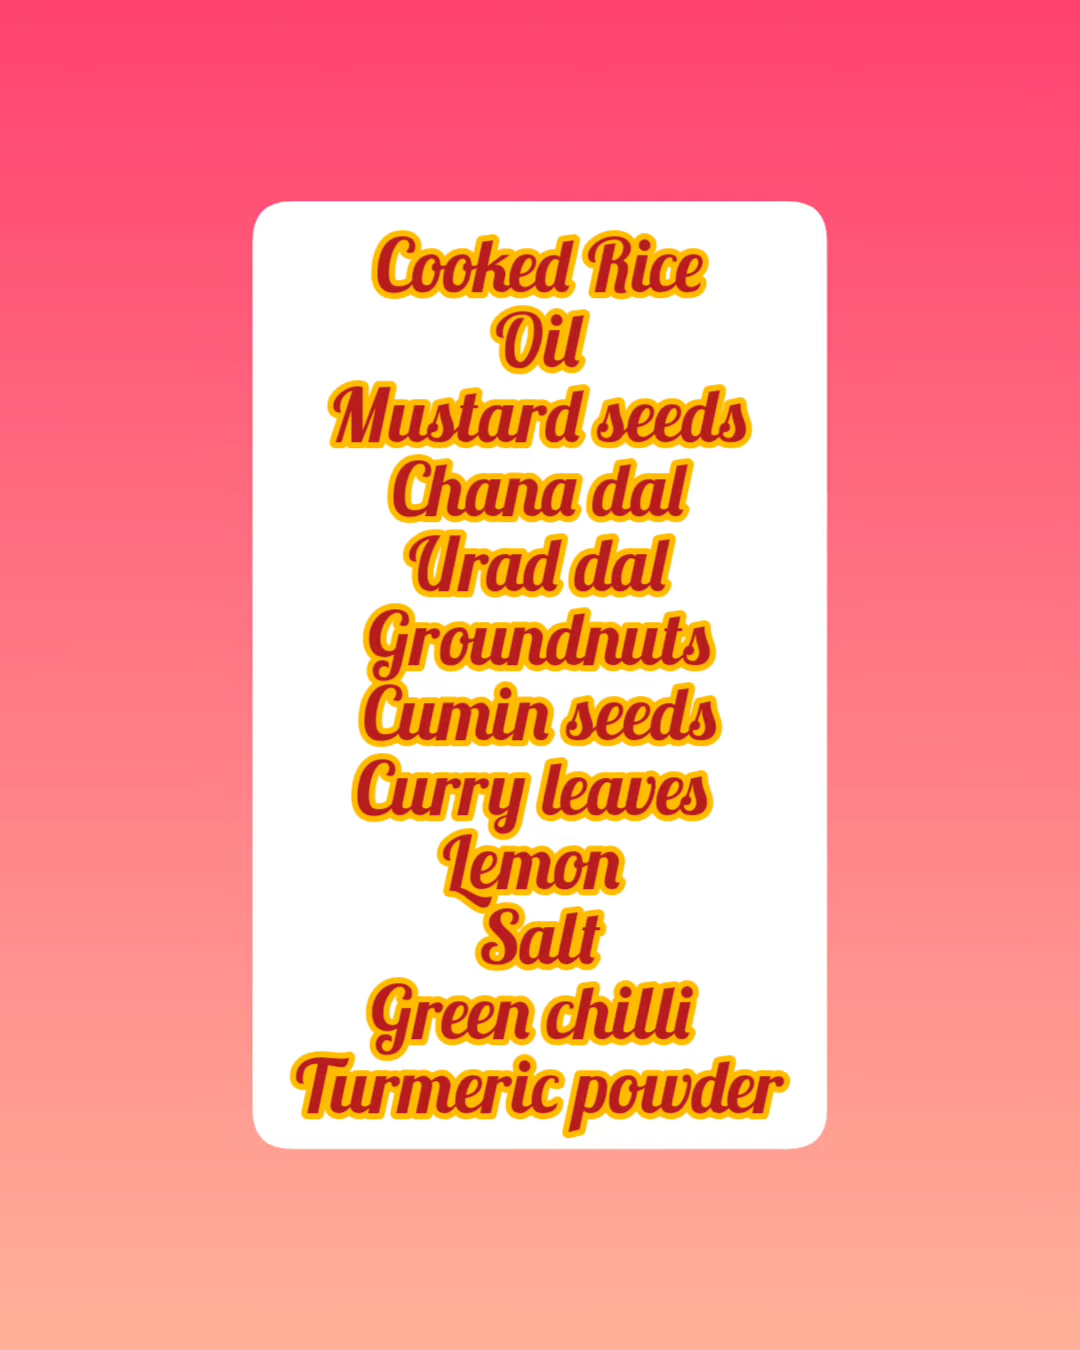 Cooked Rice
Oil
Mustard seeds
Chana dal
Urad dal
Groundnuts
Cumin seeds
Curry leaves
Lemon
Salt
Green chilli
Turmeric powder